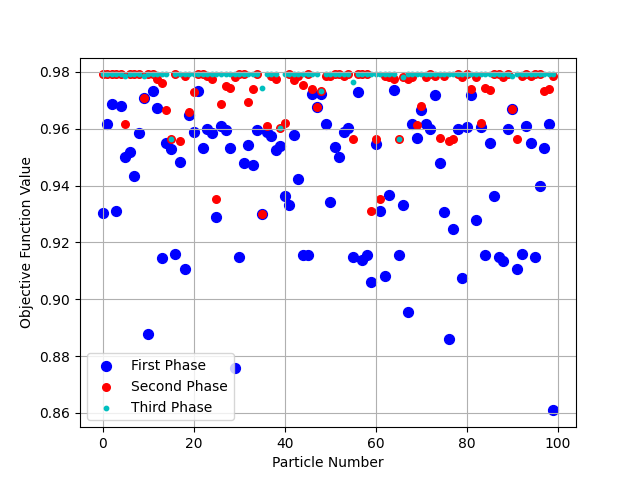 Objective Function Value
0.98
0.96
0.94
0.92
0.90
0.88
0.86
First Phase
Second Phase
Third Phase
0 20 40 60 80 100
Particle Number